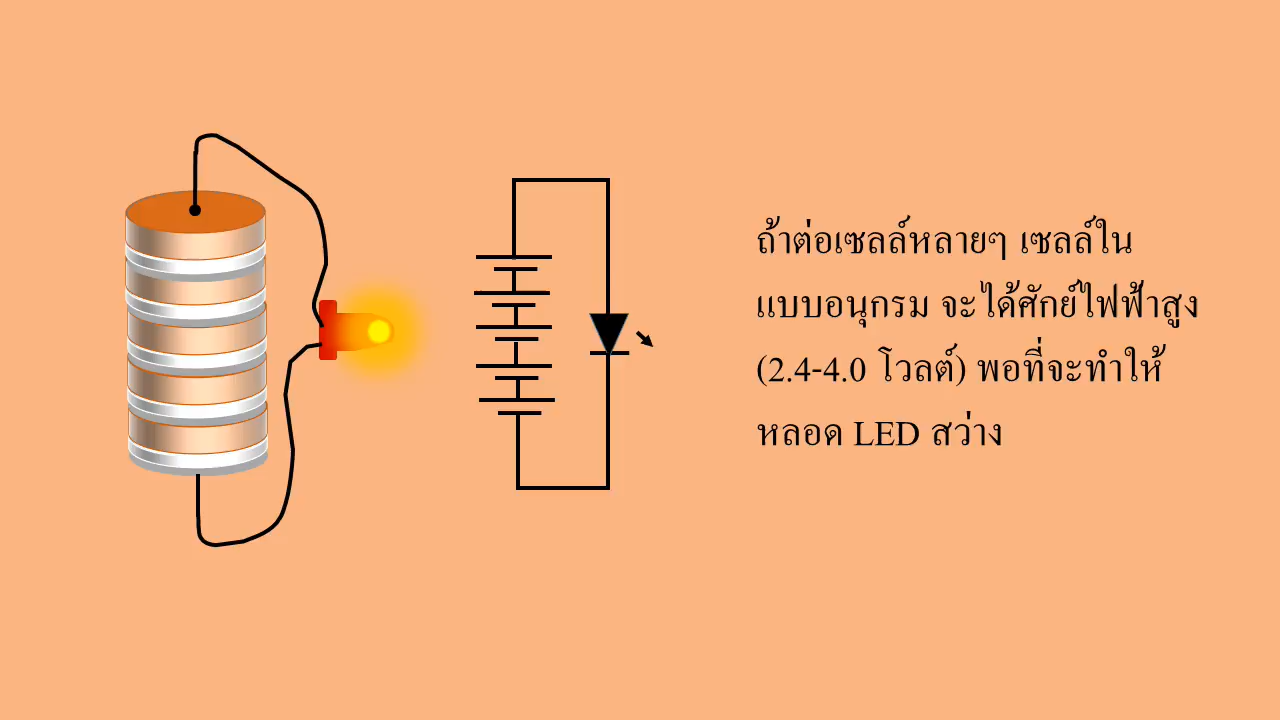 ถ้าต่อเซลล์หลายๆ เซลล์ใน
แบบอนุกรม จะได้ศักย์ไฟฟ้าสูง
(2.4-4.0 โวลต์) พอที่จะทำให้
หลอด LED สว่าง